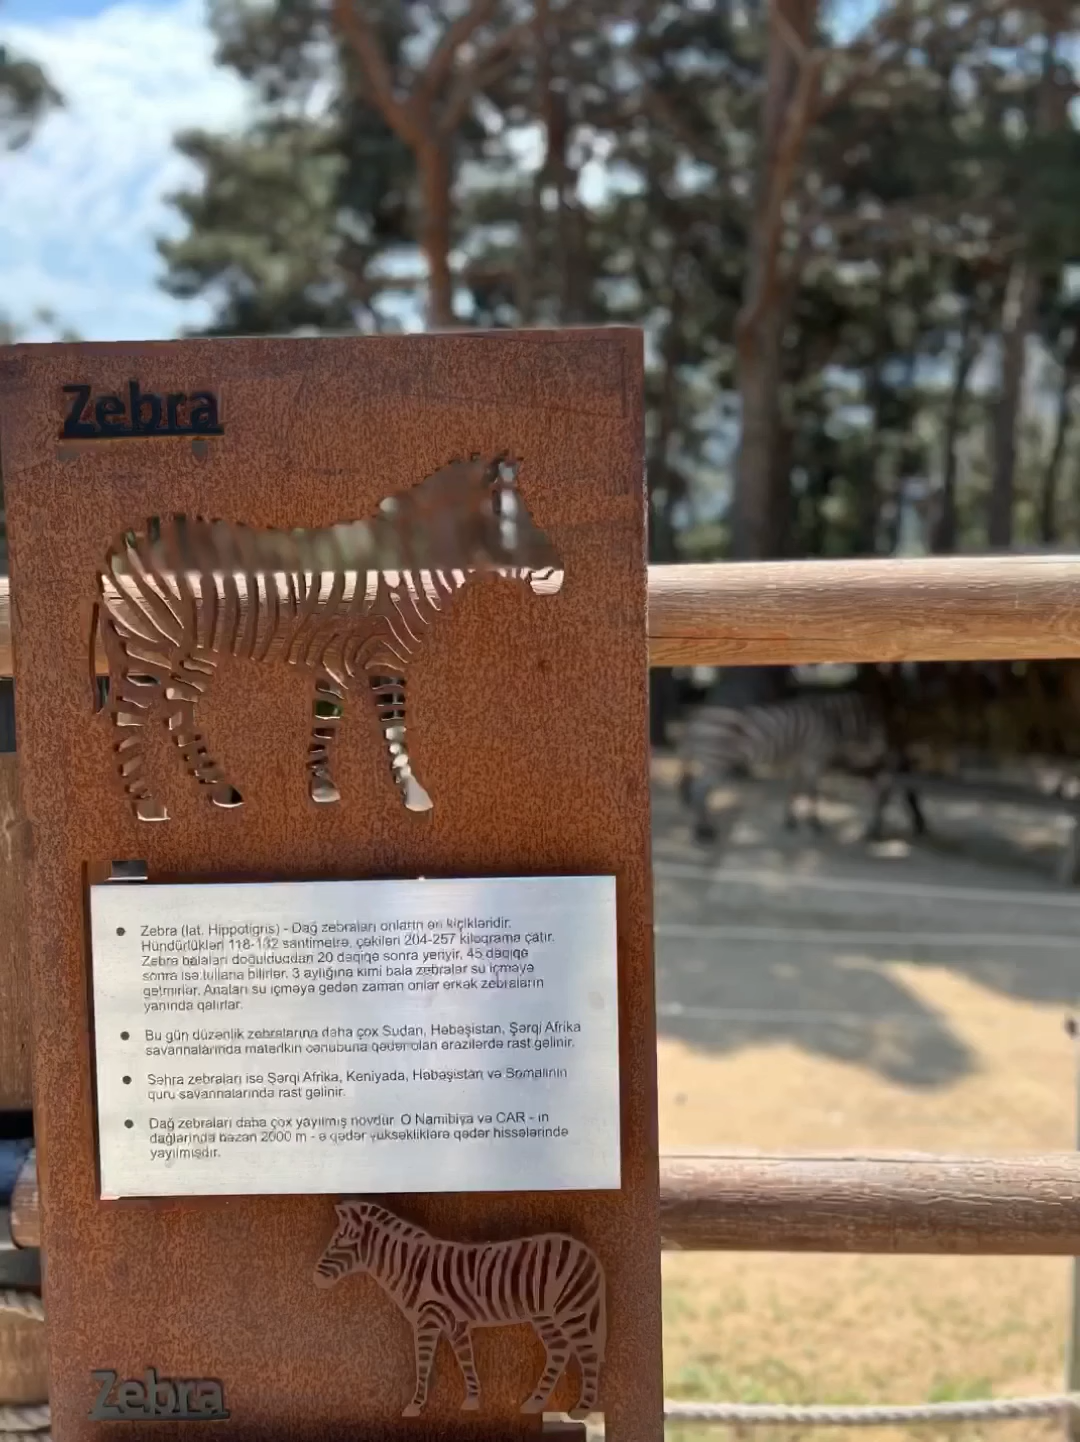 Zebra
Zebra (lat. Hippotigris) - Dağ zebraları onların ən kiçikləridir.
Hündürlükləri 118-132 santimetrə, çəkiləri 204-257 kiloqrama çatır.
Zebra balaları doğulduqdan 20 dəqiqə sonra yeriyir, 45 dəqiqə
sonra isə tullana bilirlər. 3 aylığına kimi bala zebralar su içməyə
getmirlər. Anaları su içməyə gedən zaman onlar erkək zebraların
yanında qalırlar.
Bu gün düzənlik zebralarına daha çox Sudan, Həbəşistan, Şərqi Afrika
savannalarında materikin cənubuna qədər olan ərazilərdə rast gəlinir.
Səhra zebraları isə Şərqi Afrika, Keniyada, Həbəşistan və Somalinin
quru savannalarında rast gəlinir.
Dağ zebraları daha çox yayılmış növdür. O Namibiya və CAR - ın
dağlarında bəzən 2000 m - ə qədər yüksəkliklərə qədər hissələrində
yayılmışdır.
Zebra